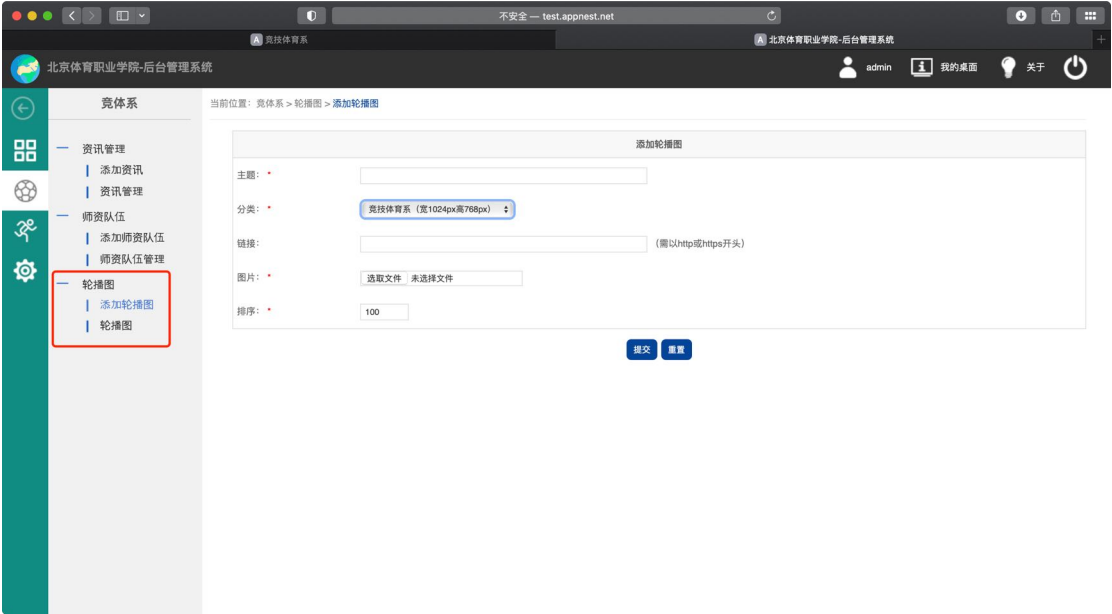 不安全 — test.appnest.net
竞技体育系
北京体育职业学院-后台管理系统
北京体育职业学院-后台管理系统
admin
我的桌面
关于
竞体系
资讯管理
添加资讯
资讯管理
师资队伍
添加师资队伍
师资队伍管理
轮播图
添加轮播图
轮播图
当前位置：竞体系 > 轮播图 > 添加轮播图
添加轮播图
主题： *
分类： * 竞技体育系（宽1024px高768px）
链接： （需以http或https开头）
图片： * 选取文件 未选择文件
排序： * 100
提交 重置